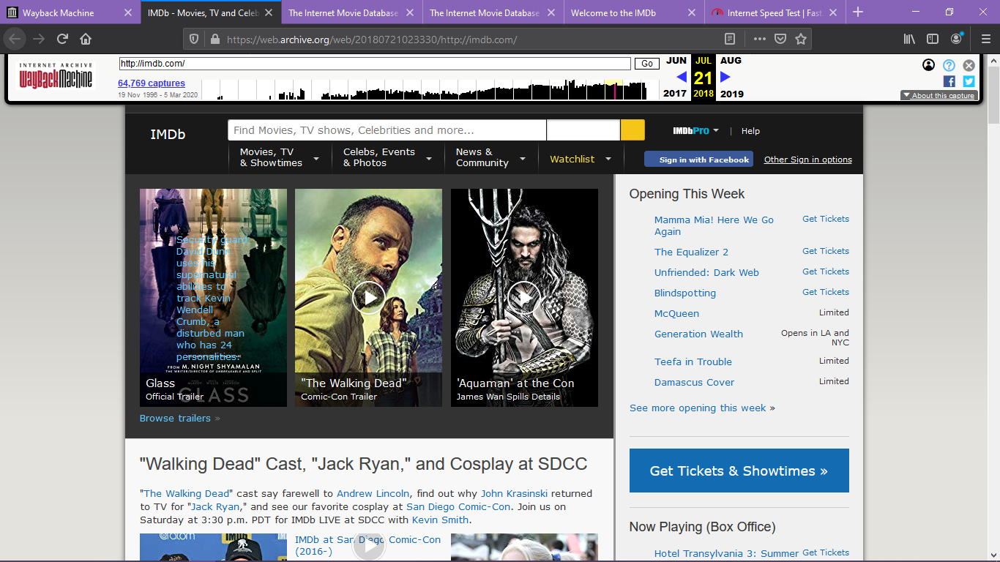 Wayback Machine
IMDb - Movies, TV and Celeb
The Internet Movie Database
The Internet Movie Database
Welcome to the IMDb
Internet Speed Test | Fast
https://web.archive.org/web/20180721023330/http://imdb.com/
INTERNET ARCHIVE
WayBackMachine
http://imdb.com/
Go
64,769 captures
19 Nov 1996 - 5 Mar 2020
JUN JUL AUG
21
2017 2018 2019
About this capture
IMDb
Find Movies, TV shows, Celebrities and more...
IMDbPro | Help
Movies, TV
& Showtimes
Celebs, Events
& Photos
News &
Community
Watchlist
Sign in with Facebook
Other Sign in options
Security guard
David Dunn
uses his
supernatural
abilities to
track Kevin
Wendell
Crumb, a
disturbed man
who has 24
personalities.
FROM M. NIGHT SHYAMALAN
THE WRITER/DIRECTOR OF UNBREAKABLE AND SPLIT
GLASS
Glass
Official Trailer
"The Walking Dead"
Comic-Con Trailer
'Aquaman' at the Con
James Wan Spills Details
Browse trailers »
"Walking Dead" Cast, "Jack Ryan," and Cosplay at SDCC
"The Walking Dead" cast say farewell to Andrew Lincoln, find out why John Krasinski returned
to TV for "Jack Ryan," and see our favorite cosplay at San Diego Comic-Con. Join us on
Saturday at 3:30 p.m. PDT for IMDb LIVE at SDCC with Kevin Smith.
IMDb at San Diego Comic-Con
(2016-)
Opening This Week
Mamma Mia! Here We Go
Again
Get Tickets
The Equalizer 2
Get Tickets
Unfriended: Dark Web
Get Tickets
Blindspotting
Get Tickets
McQueen
Limited
Generation Wealth
Opens in LA and
NYC
Teefa in Trouble
Limited
Damascus Cover
Limited
See more opening this week »
Get Tickets & Showtimes »
Now Playing (Box Office)
Hotel Transylvania 3: Summer
Get Tickets